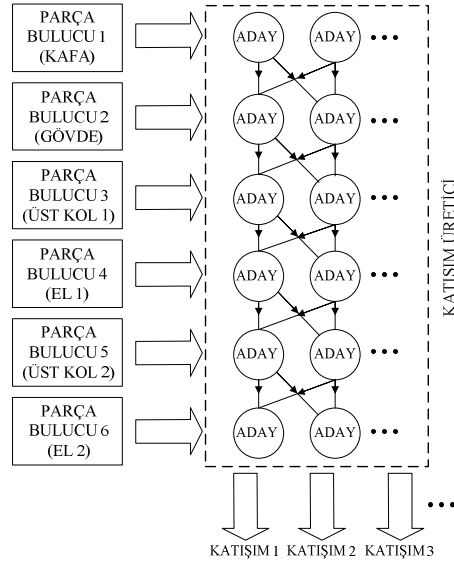 PARÇA
BULUCU 1
(KAFA)
ADAY
ADAY
PARÇA
BULUCU 2
(GÖVDE)
ADAY
ADAY
PARÇA
BULUCU 3
(ÜST KOL 1)
ADAY
ADAY
PARÇA
BULUCU 4
(EL 1)
ADAY
ADAY
PARÇA
BULUCU 5
(ÜST KOL 2)
ADAY
ADAY
PARÇA
BULUCU 6
(EL 2)
ADAY
ADAY
KATIŞIM ÜRETİCİ
KATIŞIM 1 KATIŞIM 2 KATIŞIM3